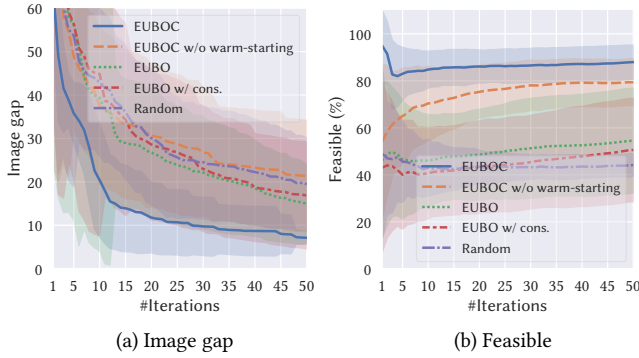 60
50
40
30
20
10
0
Image gap
EUBOC
EUBOC w/o warm-starting
EUBO
EUBO w/ cons.
Random
1 5 10 15 20 25 30 35 40 45 50
#Iterations
(a) Image gap
100
80
60
40
20
0
Feasible (%)
EUBOC
EUBOC w/o warm-starting
EUBO
EUBO w/ cons.
Random
1 5 10 15 20 25 30 35 40 45 50
#Iterations
(b) Feasible